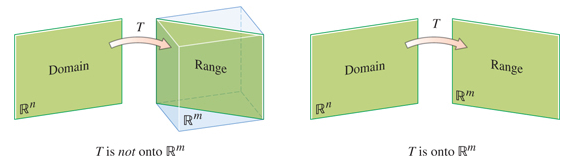 T
Domain
Range
ℝⁿ
ℝᵐ
T is not onto ℝᵐ
T
Domain
Range
ℝⁿ
ℝᵐ
T is onto ℝᵐ